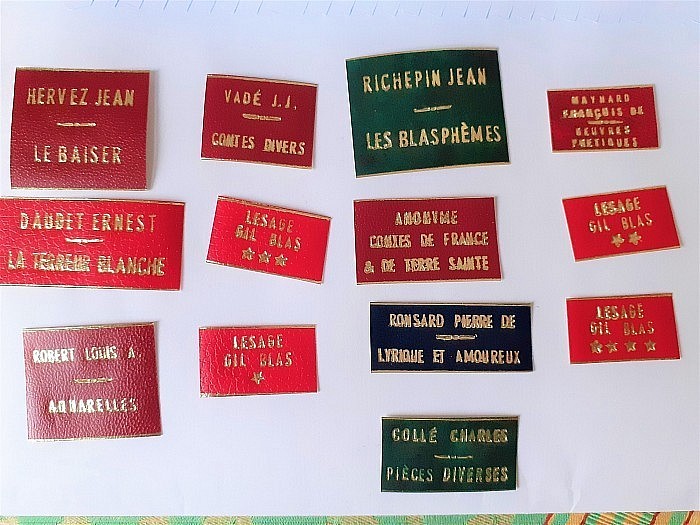 HERVEZ JEAN
LE BAISER
VADÉ J.J.
CONTES DIVERS
RICHEPIN JEAN
LES BLASPHÈMES
MAYNARD
FRANÇOIS DE
OEUVRES
POETIQUES
DAUDET ERNEST
LA TERREUR BLANCHE
LESAGE
GIL BLAS
ANONYME
CONTES DE FRANCE
& DE TERRE SAINTE
LESAGE
GIL BLAS
ROBERT LOUIS A.
AQUARELLES
LESAGE
GIL BLAS
RONSARD PIERRE DE
LYRIQUE ET AMOUREUX
LESAGE
GIL BLAS
COLLÉ CHARLES
PIÈCES DIVERSES